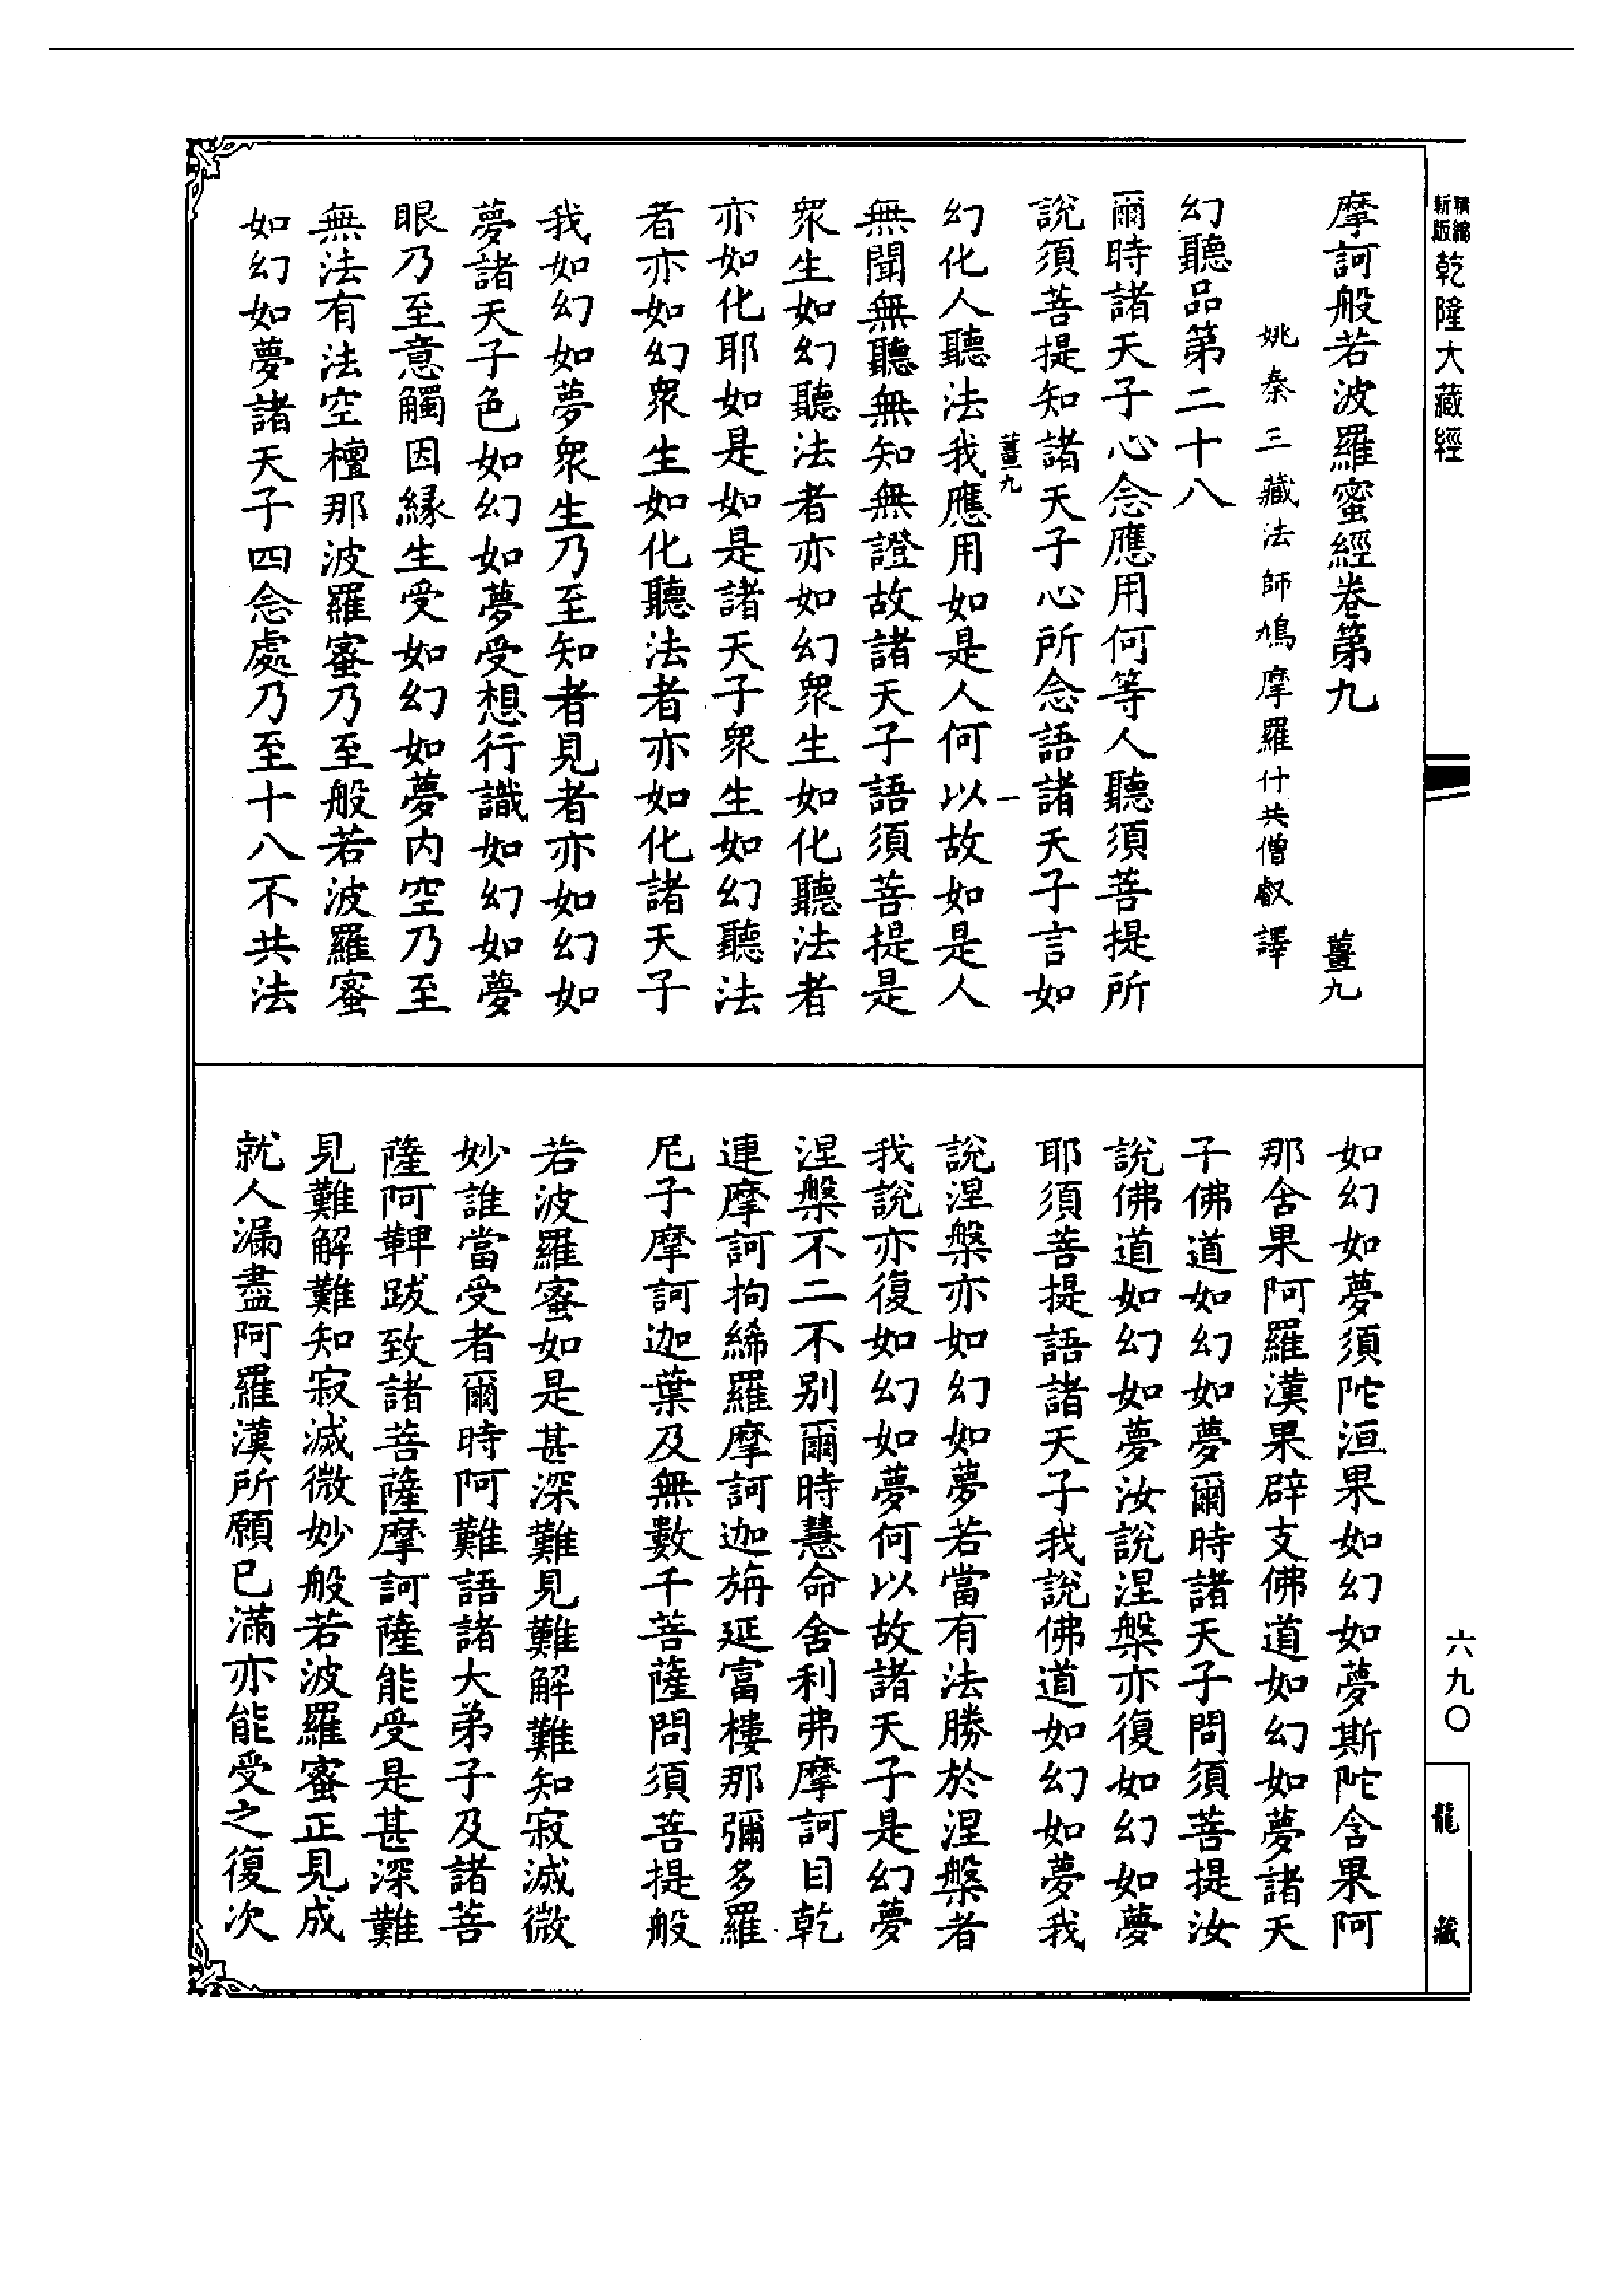 精編新版
乾隆大藏經
摩訶般若波羅蜜經卷第九
薑九
姚秦三藏法師鳩摩羅什共僧叡譯
幻聽品第二十八
爾時諸天子心念應用何等人聽須菩提所
說須菩提知諸天子心所念語諸天子言如
薑九
一
幻化人聽法我應用如是人何以故如是人
無聞無聽無知無證故諸天子語須菩提是
眾生如幻聽法者亦如幻眾生如化聽法者
亦如化耶如是如是諸天子眾生如幻聽法
者亦如幻眾生如化聽法者亦如化諸天子
我如幻如夢眾生乃至知者見者亦如幻如
夢諸天子色如幻如夢受想行識如幻如夢
眼乃至意觸因緣生受如幻如夢內空乃至
無法有法空檀那波羅蜜乃至般若波羅蜜
如幻如夢諸天子四念處乃至十八不共法
如幻如夢須陀洹果如幻如夢斯陀含果阿
那含果阿羅漢果辟支佛道如幻如夢諸天
子佛道如幻如夢爾時諸天子問須菩提汝
說佛道如幻如夢汝說涅槃亦復如幻如夢
耶須菩提語諸天子我說佛道如幻如夢我
說涅槃亦如幻如夢若當有法勝於涅槃者
我說亦復如幻如夢何以故諸天子是幻夢
涅槃不二不別爾時慧命舍利弗摩訶目乾
連摩訶拘絺羅摩訶迦旃延富樓那彌多羅
尼子摩訶迦葉及無數千菩薩問須菩提般
若波羅蜜如是甚深難見難解難知寂滅微
妙誰當受者爾時阿難語諸大弟子及諸菩
薩阿鞞跋致諸菩薩摩訶薩能受是甚深難
見難解難知寂滅微妙般若波羅蜜正見成
就人漏盡阿羅漢所願已滿亦能受之復次
六九〇
龍藏